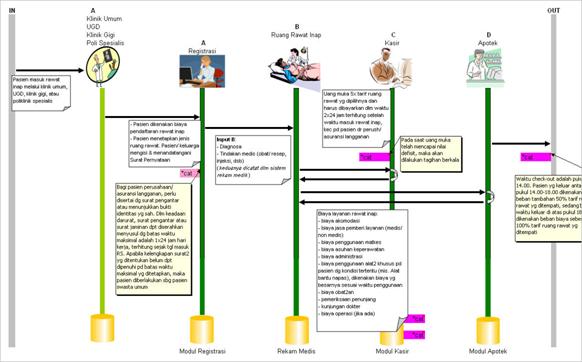 IN
A
Klinik Umum
UGD
Klinik Gigi
Poli Spesialis
A
Registrasi
B
Ruang Rawat Inap
C
Kasir
D
Apotek
OUT
Pasien masuk rawat
inap melalui klinik umum,
UGD, klinik gigi, atau
poliklinik spesialis
- Pasien dikenakan biaya
pendaftaran rawat inap
- Pasien menetapkan jenis
ruang rawat. Pasien/ keluarga
mengisi & menandatangani
Surat Pernyataan
*cat
Bagi pasien perusahaan/
asuransi langganan, perlu
disertai dg surat pengantar
atau menunjukkan bukti
identitas yg sah. Dlm keadaan
darurat, surat pengantar atau
surat jaminan dpt diserahkan
menyusul dg batas waktu
maksimal adalah 1x24 jam hari
kerja, terhitung sejak tgl masuk
RS. Apabila kelengkapan surat2
yg ditentukan belum dpt
dipenuhi pd batas waktu
maksimal yg ditetapkan, maka
pasien diberlakukan sbg pasien
swasta umum
Input B:
- Diagnosa
- Tindakan medik (obat/ resep,
injeksi, dsb)
(keduanya dicatat dlm sistem
rekam medik)
Uang muka 5x tarif ruang
rawat yg dipilihnya dan
harus dibayarkan dlm waktu
2x24 jam terhitung setelah
waktu masuk rawat inap,
kec pd pasien dr perush/
asuransi langganan
*cat
Pada saat uang muka
telah mencapai nilai
defisit, maka akan
dilakukan tagihan berkala
*cat
Waktu check-out adalah pukul
14.00. Pasien yg keluar antara
pukul 14.00-18.00 dikenakan
beban tambahan 50% tarif
rawat yg ditempati, sedang
waktu keluar di atas pukul 18
dikenakan beban biaya sebe
100% tarif ruang rawat yg
ditempati
Biaya layanan rawat inap:
- biaya akomodasi
- biaya jasa pemberi layanan (medis/
non medis)
- biaya penggunaan matkes
- biaya asuhan keperawatan
- biaya administrasi
- biaya penggunaan alat2 khusus pd
pasien dg kondisi tertentu (mis. Alat
bantu napas), dikenakan biaya yg
besarnya sesuai waktu penggunaan
- biaya obat2an
- pemeriksaan penunjang
- kunjungan dokter
- biaya operasi (jika ada)
*cat
*cat
Modul Registrasi
Rekam Medis
Modul Kasir
Modul Apotek